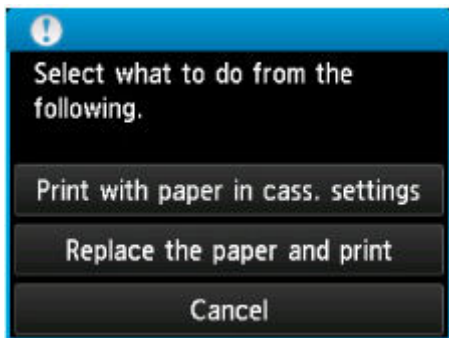 Select what to do from the
following.
Print with paper in cass. settings
Replace the paper and print
Cancel